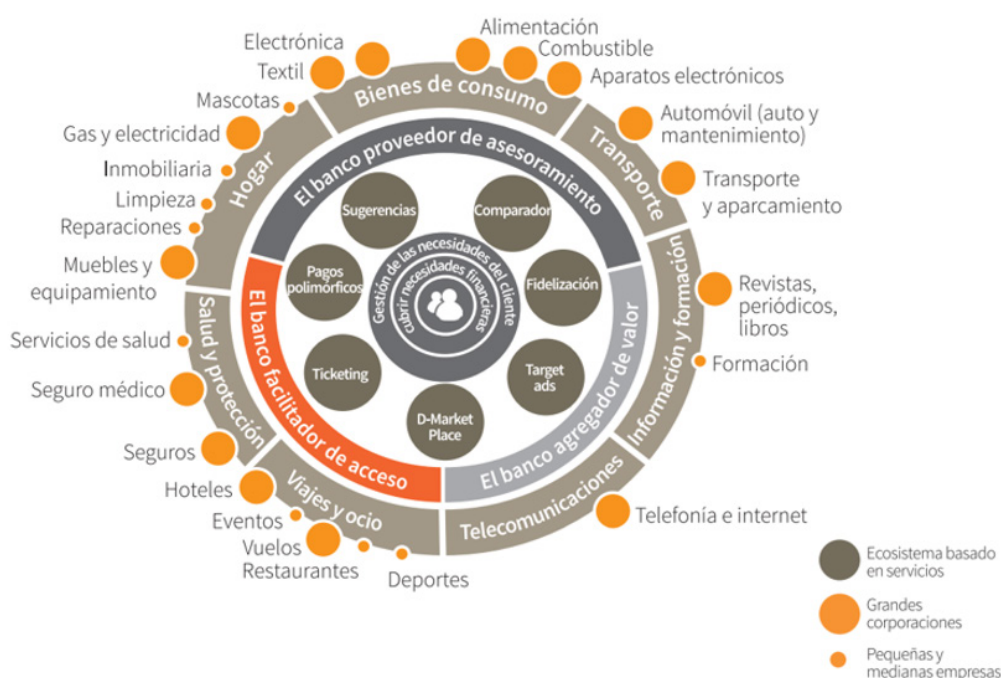 Electrónica
Textil
Alimentación
Combustible
Aparatos electrónicos
Mascotas
Gas y electricidad
Inmobiliaria
Limpieza
Reparaciones
Muebles y
equipamiento
Servicios de salud
Seguro médico
Seguros
Hoteles
Eventos
Vuelos
Restaurantes
Deportes
Automóvil (auto y
mantenimiento)
Transporte
y aparcamiento
Revistas,
periódicos,
libros
Formación
Telefonía e internet
Bienes de consumo
Transporte
Información y formación
Telecomunicaciones
Viajes y ocio
Salud y protección
Hogar
El banco proveedor de asesoramiento
El banco agregador de valor
El banco facilitador de acceso
Sugerencias
Comparador
Pagos
polimórficos
Fidelización
Ticketing
Target
ads
D-Market
Place
Gestión de las necesidades del cliente
cubrir necesidades financieras
Ecosistema basado
en servicios
Grandes
corporaciones
Pequeñas y
medianas empresas